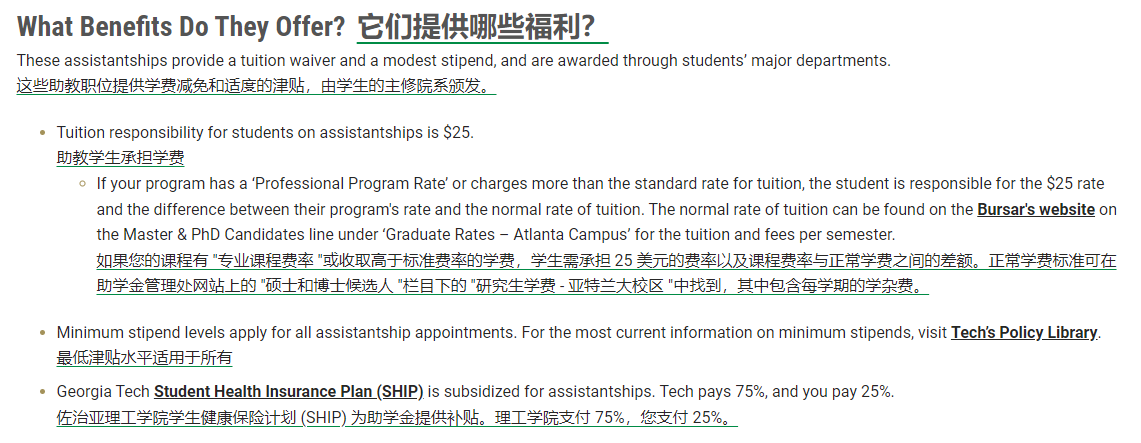 What Benefits Do They Offer? 它们提供哪些福利？
These assistantships provide a tuition waiver and a modest stipend, and are awarded through students’ major departments.
这些助教职位提供学费减免和适度的津贴，由学生的主修院系颁发。
• Tuition responsibility for students on assistantships is $25.
助教学生承担学费
◦ If your program has a ‘Professional Program Rate’ or charges more than the standard rate for tuition, the student is responsible for the $25 rate
and the difference between their program's rate and the normal rate of tuition. The normal rate of tuition can be found on the Bursar's website on
the Master & PhD Candidates line under ‘Graduate Rates – Atlanta Campus’ for the tuition and fees per semester.
如果您的课程有 "专业课程费率 "或收取高于标准费率的学费，学生需承担 25 美元的费率以及课程费率与正常学费之间的差额。正常学费标准可在
助学金管理处网站上的 "硕士和博士候选人 "栏目下的 "研究生学费 - 亚特兰大校区 "中找到，其中包含每学期的学杂费。
• Minimum stipend levels apply for all assistantship appointments. For the most current information on minimum stipends, visit Tech’s Policy Library.
最低津贴水平适用于所有
• Georgia Tech Student Health Insurance Plan (SHIP) is subsidized for assistantships. Tech pays 75%, and you pay 25%.
佐治亚理工学院学生健康保险计划 (SHIP) 为助学金提供补贴。理工学院支付 75%，您支付 25%。